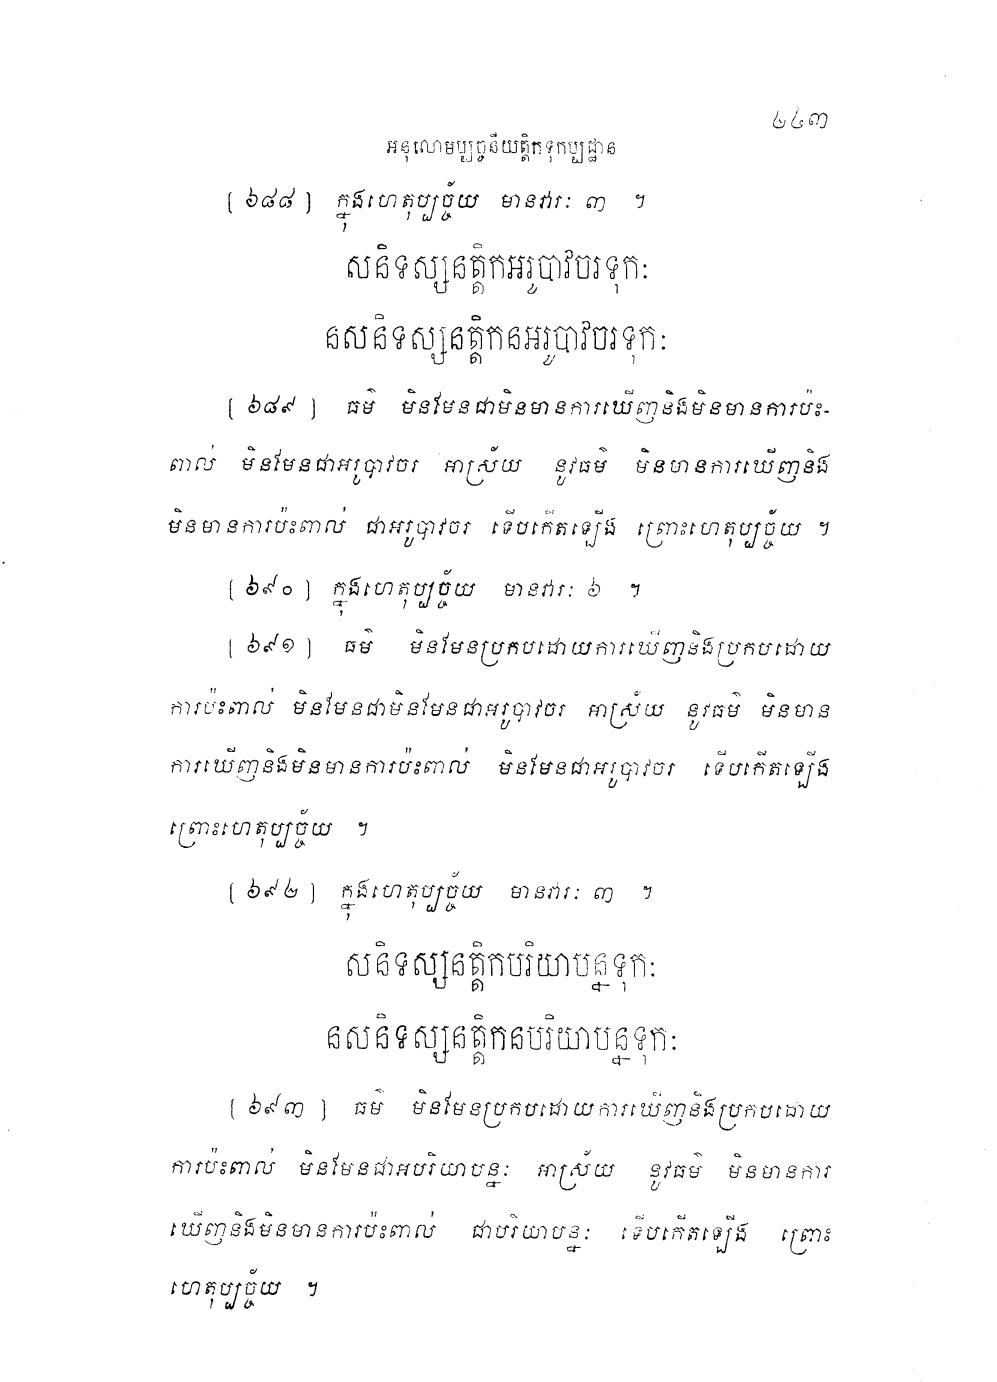 ២៤៣
អនុលោមប្បច្ចនីយត្តិកទុកប្បដ្ឋាន
[ ៦៨៨ ] ក្នុងហេតុប្បច្ច័យ មានវារៈ ៣ ។
សនិទស្សនត្តិកអរូបាវចរទុកៈ
នសនិទស្សនត្តិកនអរូបាវចរទុកៈ
[ ៦៨៩ ] ធម៌ មិនមែនជាមិនមានការឃើញនិងមិនមានការប៉ះ-
ពាល់ មិនមែនជាអរូបាវចរ អាស្រ័យ នូវធម៌ មិនមានការឃើញនិង
មិនមានការប៉ះពាល់ ជាអរូបាវចរ ទើបកើតឡើង ព្រោះហេតុប្បច្ច័យ ។
[ ៦៩០ ] ក្នុងហេតុប្បច្ច័យ មានវារៈ ៦ ។
[ ៦៩១ ] ធម៌ មិនមែនប្រកបដោយការឃើញនិងប្រកបដោយ
ការប៉ះពាល់ មិនមែនជាមិនមែនជាអរូបាវចរ អាស្រ័យ នូវធម៌ មិនមាន
ការឃើញនិងមិនមានការប៉ះពាល់ មិនមែនជាអរូបាវចរ ទើបកើតឡើង
ព្រោះហេតុប្បច្ច័យ ។
[ ៦៩២ ] ក្នុងហេតុប្បច្ច័យ មានវារៈ ៣ ។
សនិទស្សនត្តិកបរិយាបន្នទុកៈ
នសនិទស្សនត្តិកនបរិយាបន្នទុកៈ
[ ៦៩៣ ] ធម៌ មិនមែនប្រកបដោយការឃើញនិងប្រកបដោយ
ការប៉ះពាល់ មិនមែនជាអបរិយាបន្នៈ អាស្រ័យ នូវធម៌ មិនមានការ
ឃើញនិងមិនមានការប៉ះពាល់ ជាបរិយាបន្នៈ ទើបកើតឡើង ព្រោះ
ហេតុប្បច្ច័យ ។